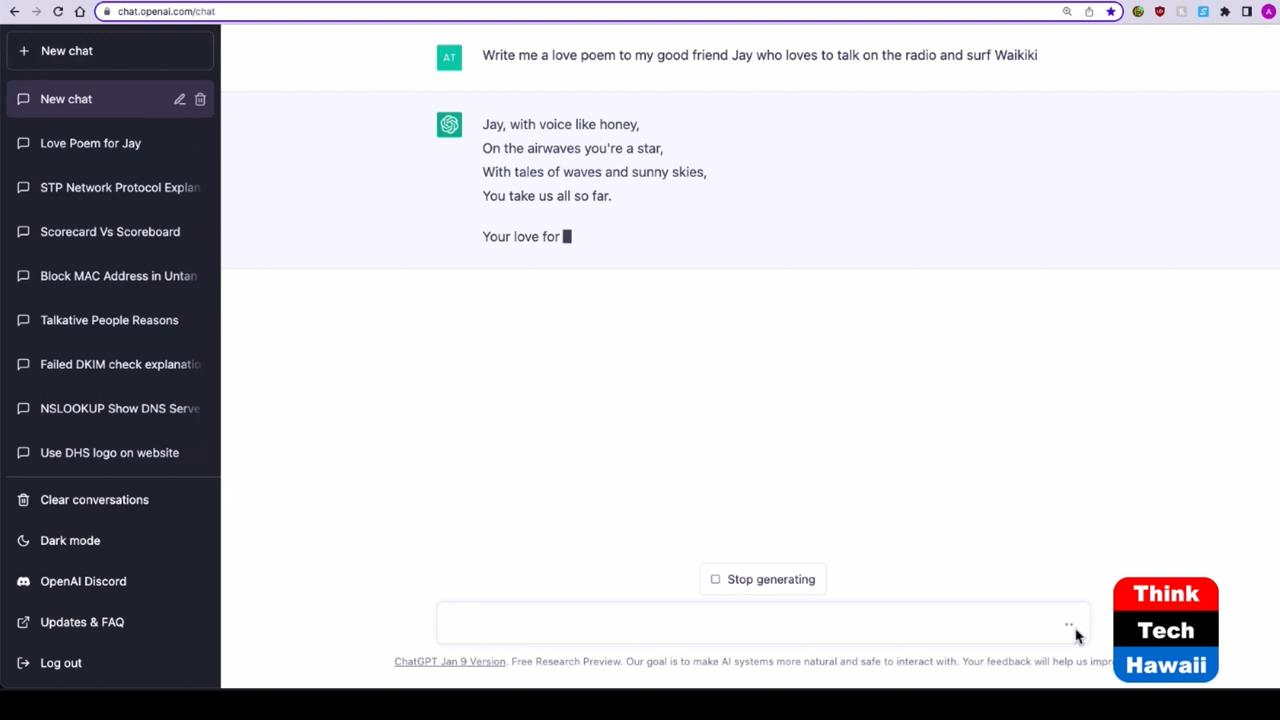 chat.openai.com/chat
New chat
New chat
Love Poem for Jay
STP Network Protocol Explan
Scorecard Vs Scoreboard
Block MAC Address in Untan
Talkative People Reasons
Failed DKIM check explanatio
NSLOOKUP Show DNS Serve
Use DHS logo on website
Clear conversations
Dark mode
OpenAI Discord
Updates & FAQ
Log out
AT
Write me a love poem to my good friend Jay who loves to talk on the radio and surf Waikiki
Jay, with voice like honey,
On the airwaves you're a star,
With tales of waves and sunny skies,
You take us all so far.
Your love for
Stop generating
ChatGPT Jan 9 Version. Free Research Preview. Our goal is to make AI systems more natural and safe to interact with. Your feedback will help us impr
Think
Tech
Hawaii
A